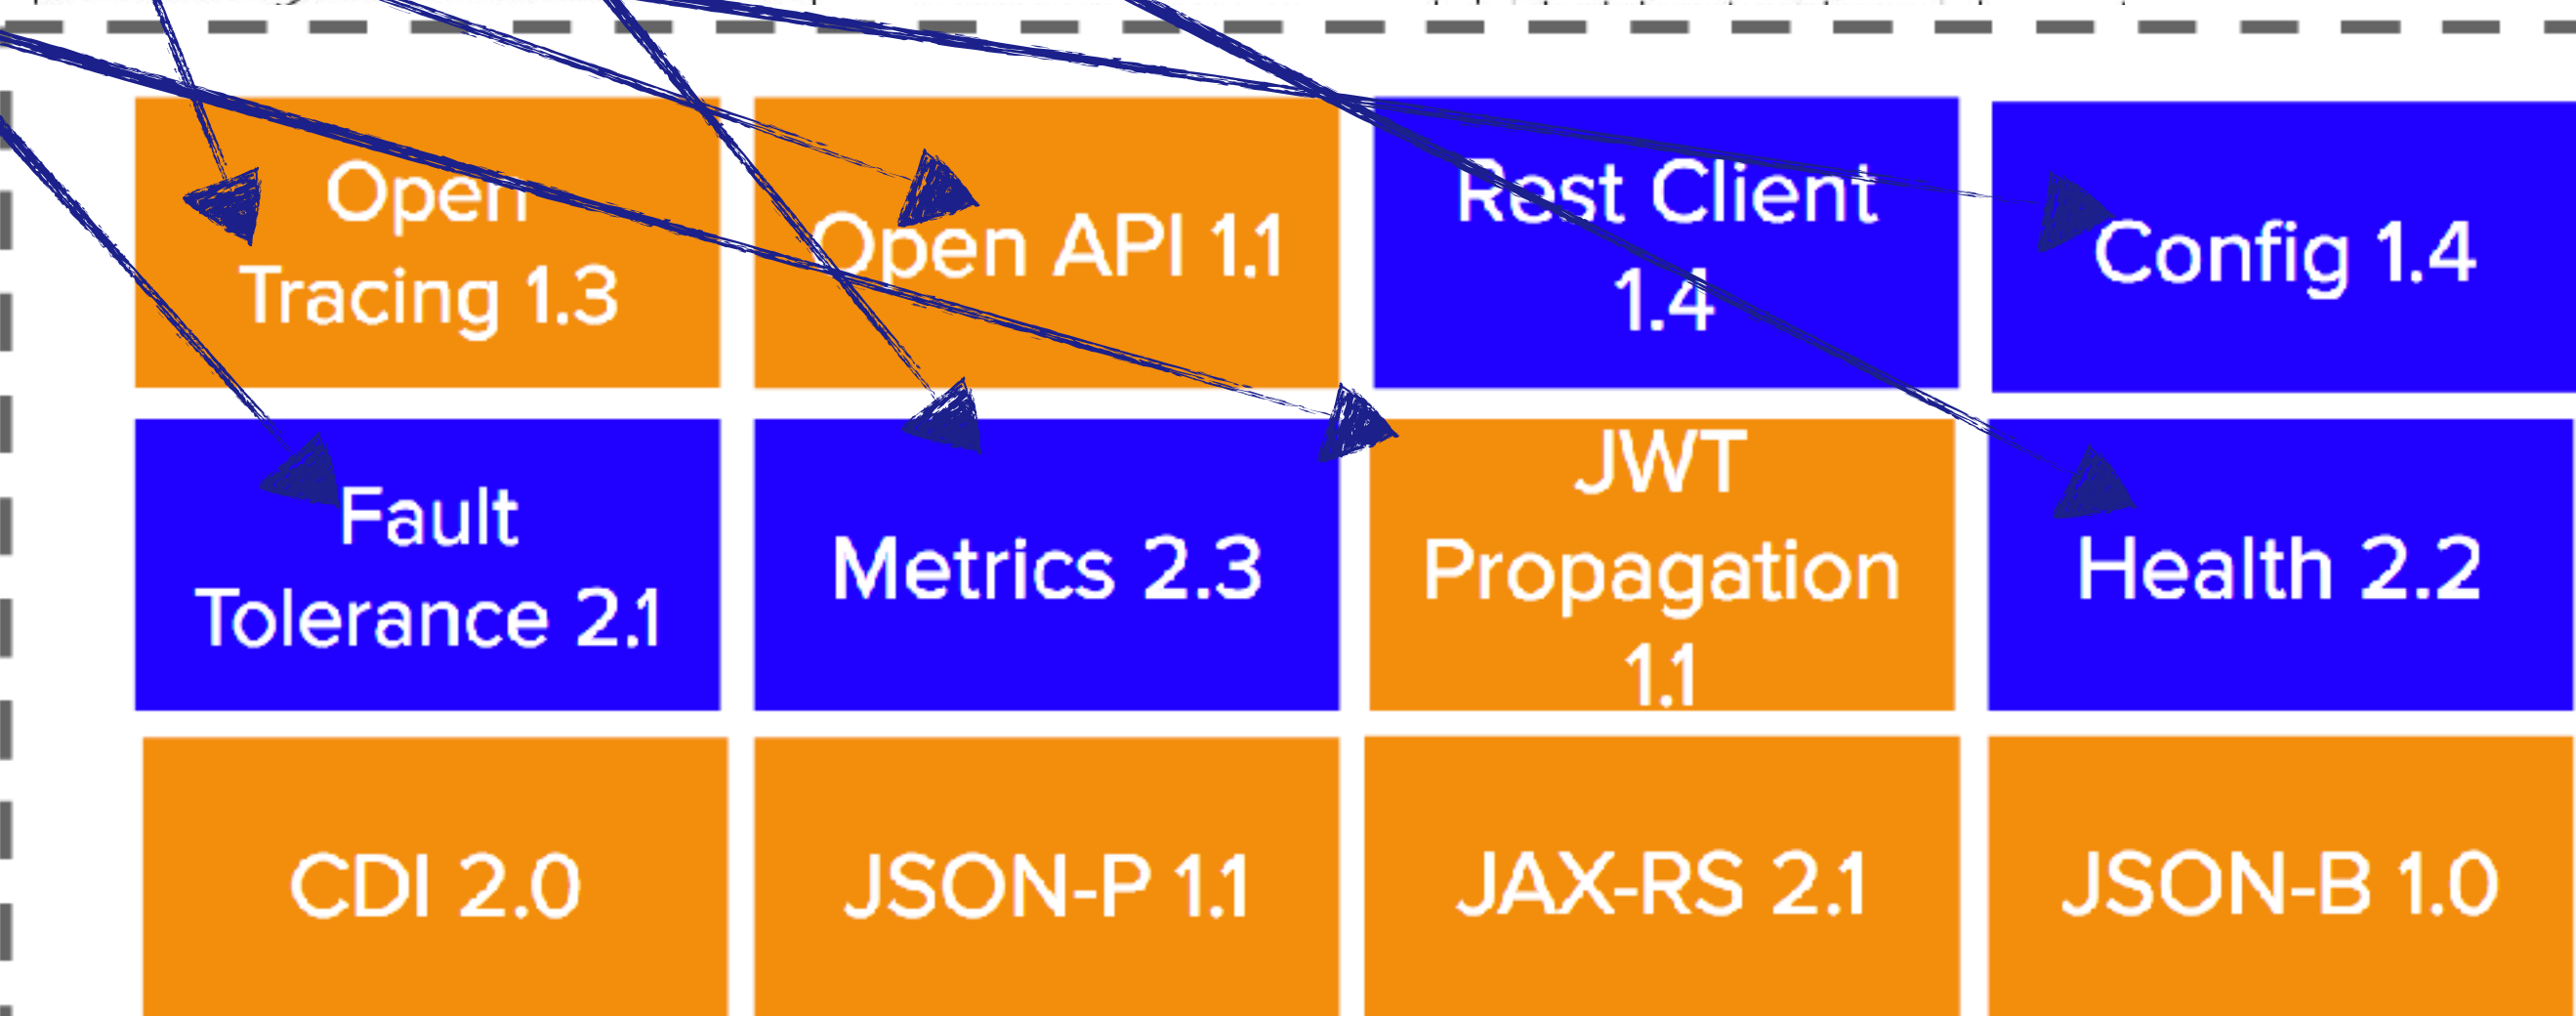 Open
Tracing 1.3
Open API 1.1
Rest Client
1.4
Config 1.4
Fault
Tolerance 2.1
Metrics 2.3
JWT
Propagation
1.1
Health 2.2
CDI 2.0
JSON-P 1.1
JAX-RS 2.1
JSON-B 1.0